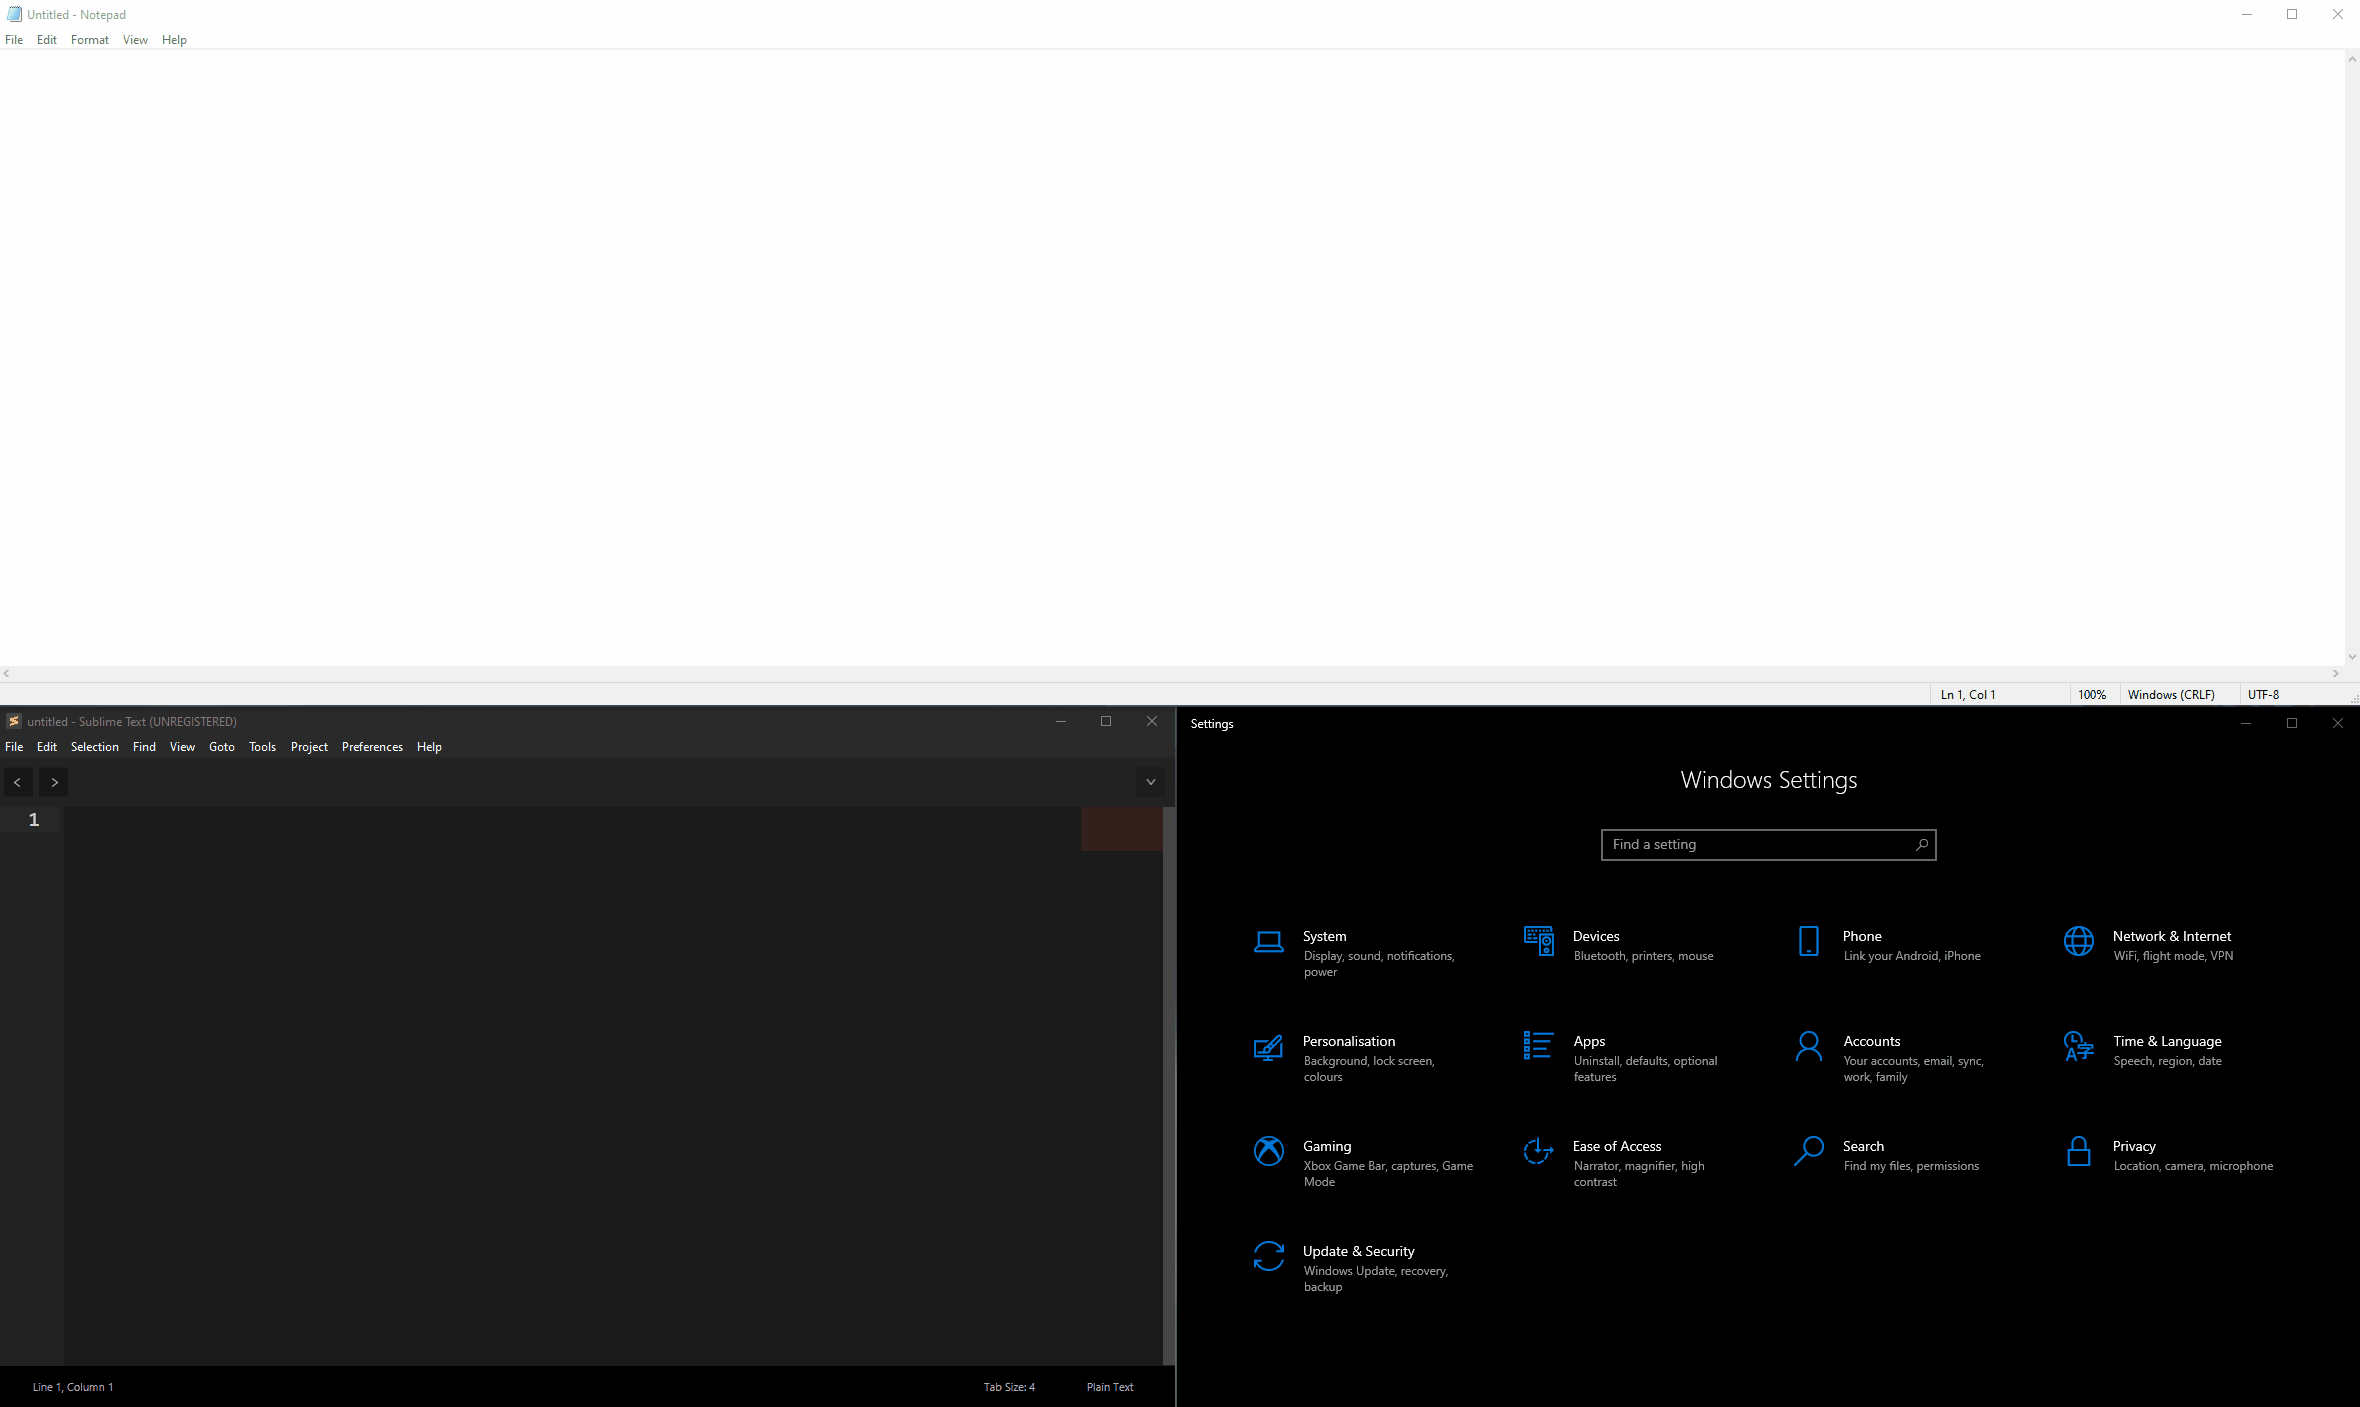 Untitled - Notepad
File Edit Format View Help
Ln 1, Col 1 100% Windows (CRLF) UTF-8
untitled - Sublime Text (UNREGISTERED)
File Edit Selection Find View Goto Tools Project Preferences Help
1
Line 1, Column 1 Tab Size: 4 Plain Text
Settings
Windows Settings
Find a setting
System
Display, sound, notifications,
power
Devices
Bluetooth, printers, mouse
Phone
Link your Android, iPhone
Network & Internet
WiFi, flight mode, VPN
Personalisation
Background, lock screen,
colours
Apps
Uninstall, defaults, optional
features
Accounts
Your accounts, email, sync,
work, family
Time & Language
Speech, region, date
Gaming
Xbox Game Bar, captures, Game
Mode
Ease of Access
Narrator, magnifier, high
contrast
Search
Find my files, permissions
Privacy
Location, camera, microphone
Update & Security
Windows Update, recovery,
backup